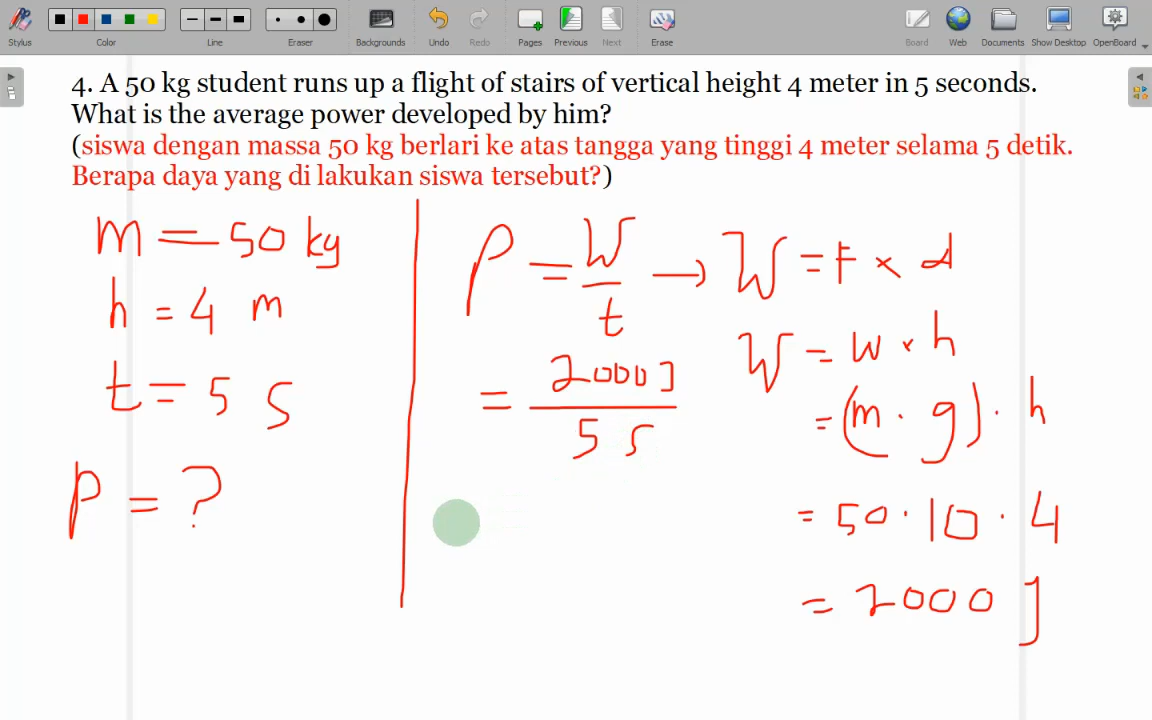 Stylus Color Line Eraser Backgrounds Undo Redo Pages Previous Next Erase Board Web Documents Show Desktop OpenBoard
4. A 50 kg student runs up a flight of stairs of vertical height 4 meter in 5 seconds.
What is the average power developed by him?
(siswa dengan massa 50 kg berlari ke atas tangga yang tinggi 4 meter selama 5 detik.
Berapa daya yang di lakukan siswa tersebut?)
m = 50 kg
h = 4 m
t = 5 s
P = ?
P = W / t → W = F × d
= 2000 J / 5 s
W = w × h
= (m · g) · h
= 50 · 10 · 4
= 2000 J